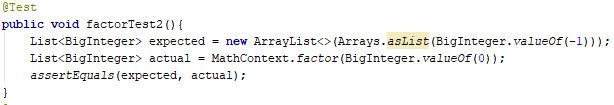 @Test
public void factorTest2(){
List<BigInteger> expected = new ArrayList<>(Arrays.asList(BigInteger.valueOf(-1)));
List<BigInteger> actual = MathContext.factor(BigInteger.valueOf(0));
assertEquals(expected, actual);
}